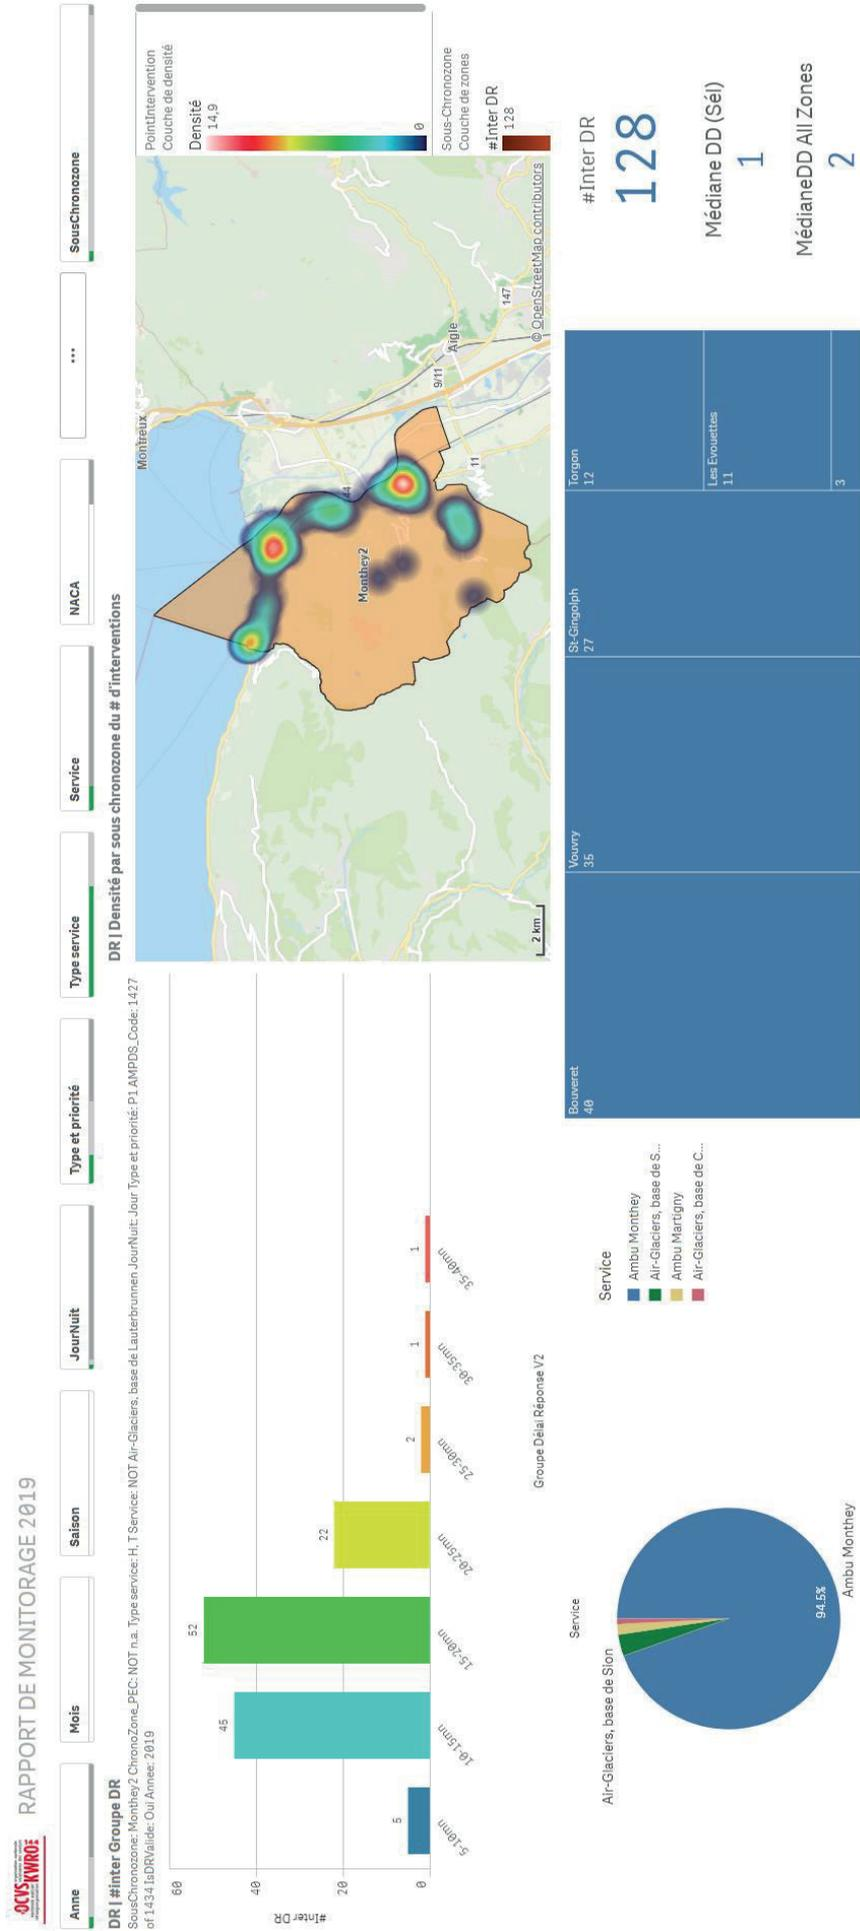 OCVS
KWRO
RAPPORT DE MONITORAGE 2019
Anne
Mois
Saison
JourNuit
Type et priorité
Type service
Service
NACA
...
SousChronozone
DR | #inter Groupe DR
SousChronozone: Monthey2 ChronoZone_PEC: NOT n.a. Type service: H, T Service: NOT Air-Glaciers, base de Lauterbrunnen JourNuit: Jour Type et priorité: P1 AMPDS_Code: 1427
of 1434 IsDRValide: Oui Annee: 2019
#Inter DR
60
40
20
0
5
45
52
22
2
1
1
5-10mn
10-15mn
15-20mn
20-25mn
25-30mn
30-35mn
35-40mn
Groupe Délai Réponse V2
DR | Densité par sous chronozone du # d'interventions
Montreux
Monthey2
44
Aigle
9/11
11
147
2 km
© OpenStreetMap contributors
PointIntervention
Couche de densité
Densité
14,9
0
Sous-Chronozone
Couche de zones
#Inter DR
128
Service
Air-Glaciers, base de Sion
94.5%
Ambu Monthey
Service
Ambu Monthey
Air-Glaciers, base de S...
Ambu Martigny
Air-Glaciers, base de C...
Bouveret
40
Vouvry
35
St-Gingolph
27
Torgon
12
Les Evouettes
11
3
#Inter DR
128
Médiane DD (Sél)
1
MédianeDD All Zones
2